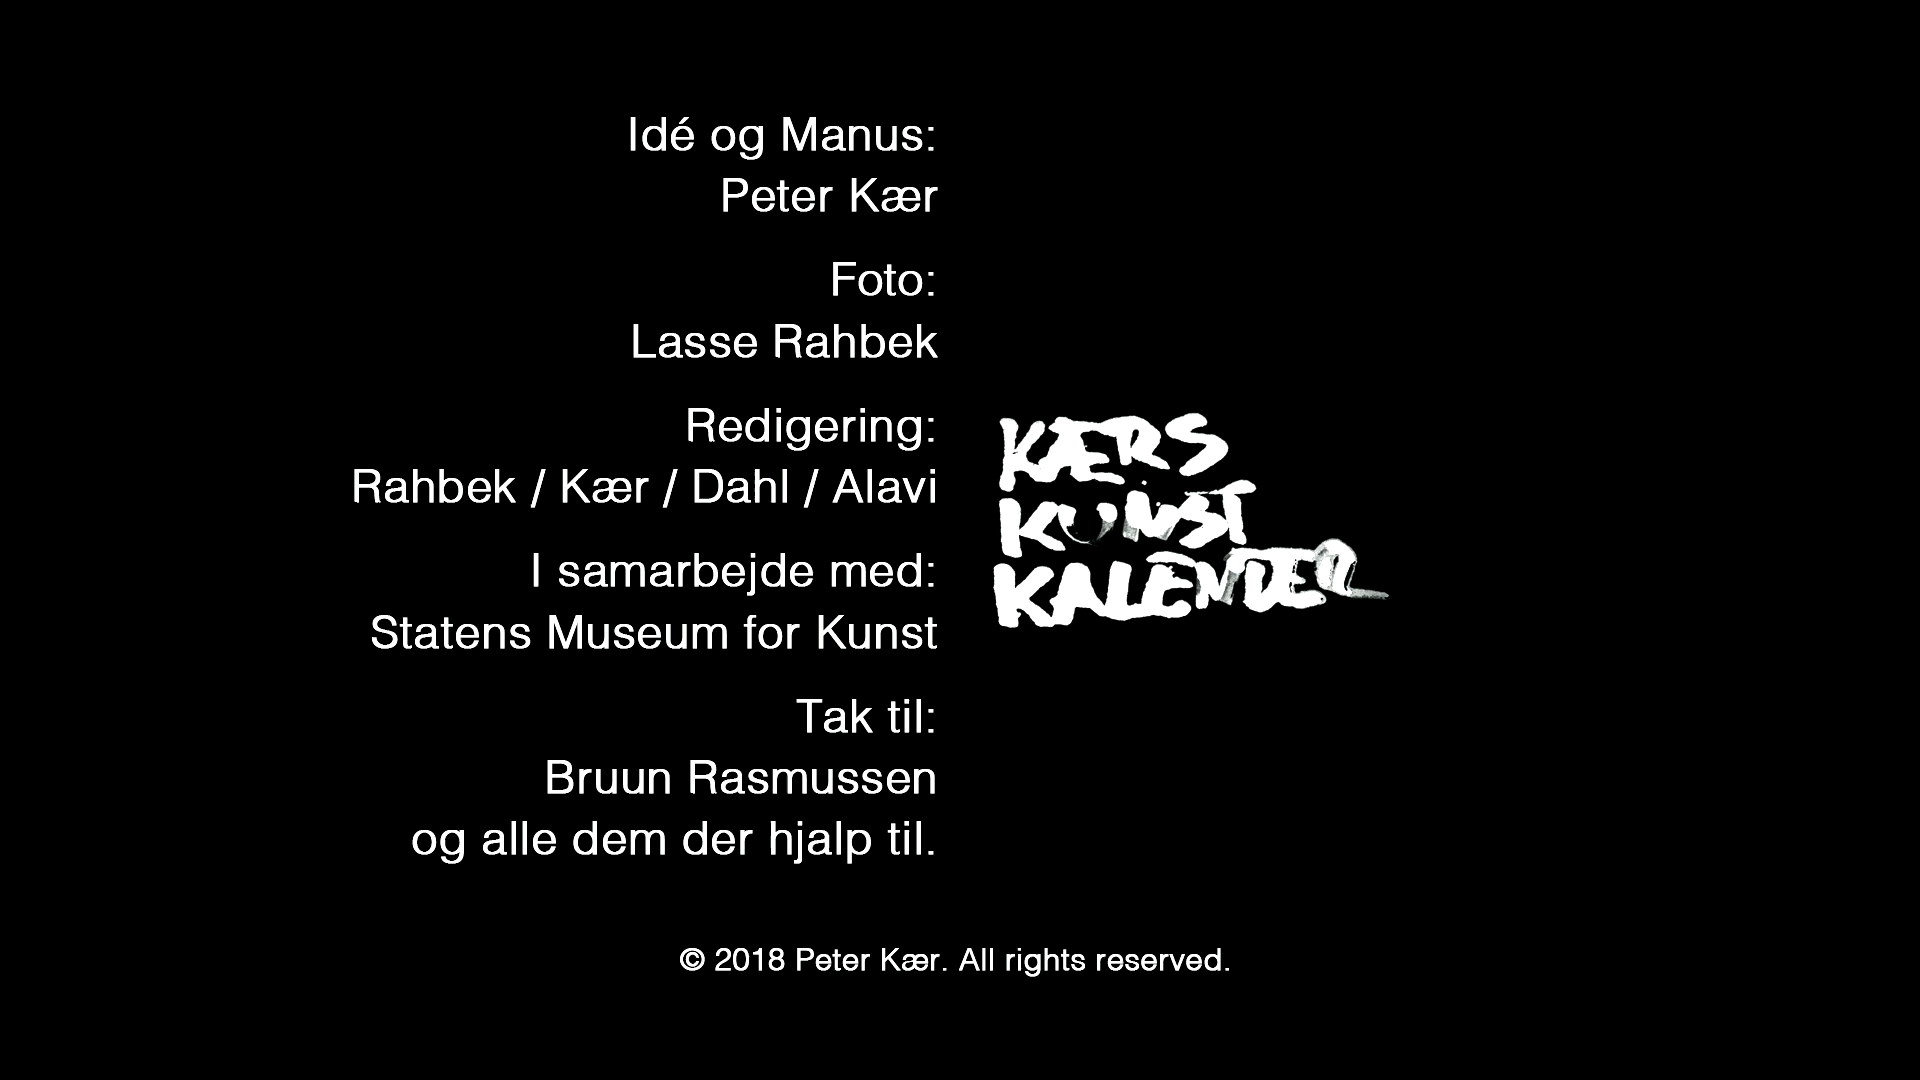 Idé og Manus:
Peter Kær
Foto:
Lasse Rahbek
Redigering:
Rahbek / Kær / Dahl / Alavi
I samarbejde med:
Statens Museum for Kunst
Tak til:
Bruun Rasmussen
og alle dem der hjalp til.
KÆRS
KUNST
KALENDER
© 2018 Peter Kær. All rights reserved.